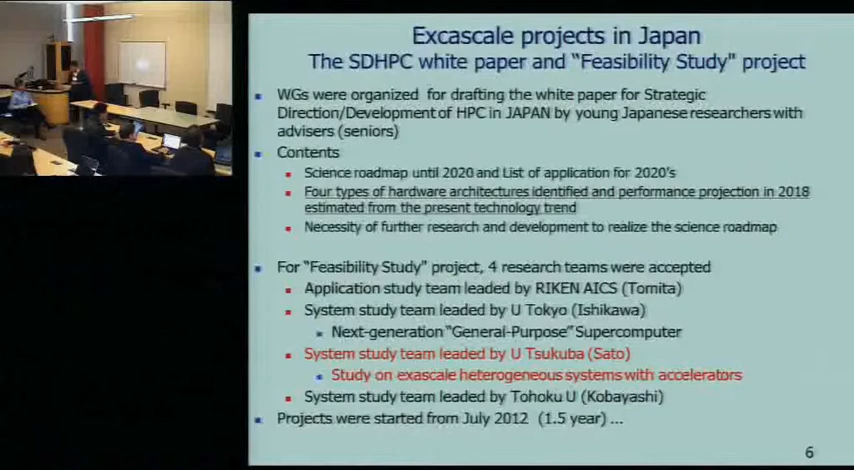 Excascale projects in Japan
The SDHPC white paper and "Feasibility Study" project
WGs were organized for drafting the white paper for Strategic
Direction/Development of HPC in JAPAN by young Japanese researchers with
advisers (seniors)
Contents
Science roadmap until 2020 and List of application for 2020's
Four types of hardware architectures identified and performance projection in 2018
estimated from the present technology trend
Necessity of further research and development to realize the science roadmap
For "Feasibility Study" project, 4 research teams were accepted
Application study team leaded by RIKEN AICS (Tomita)
System study team leaded by U Tokyo (Ishikawa)
Next-generation "General-Purpose" Supercomputer
System study team leaded by U Tsukuba (Sato)
Study on exascale heterogeneous systems with accelerators
System study team leaded by Tohoku U (Kobayashi)
Projects were started from July 2012 (1.5 year) ...
6